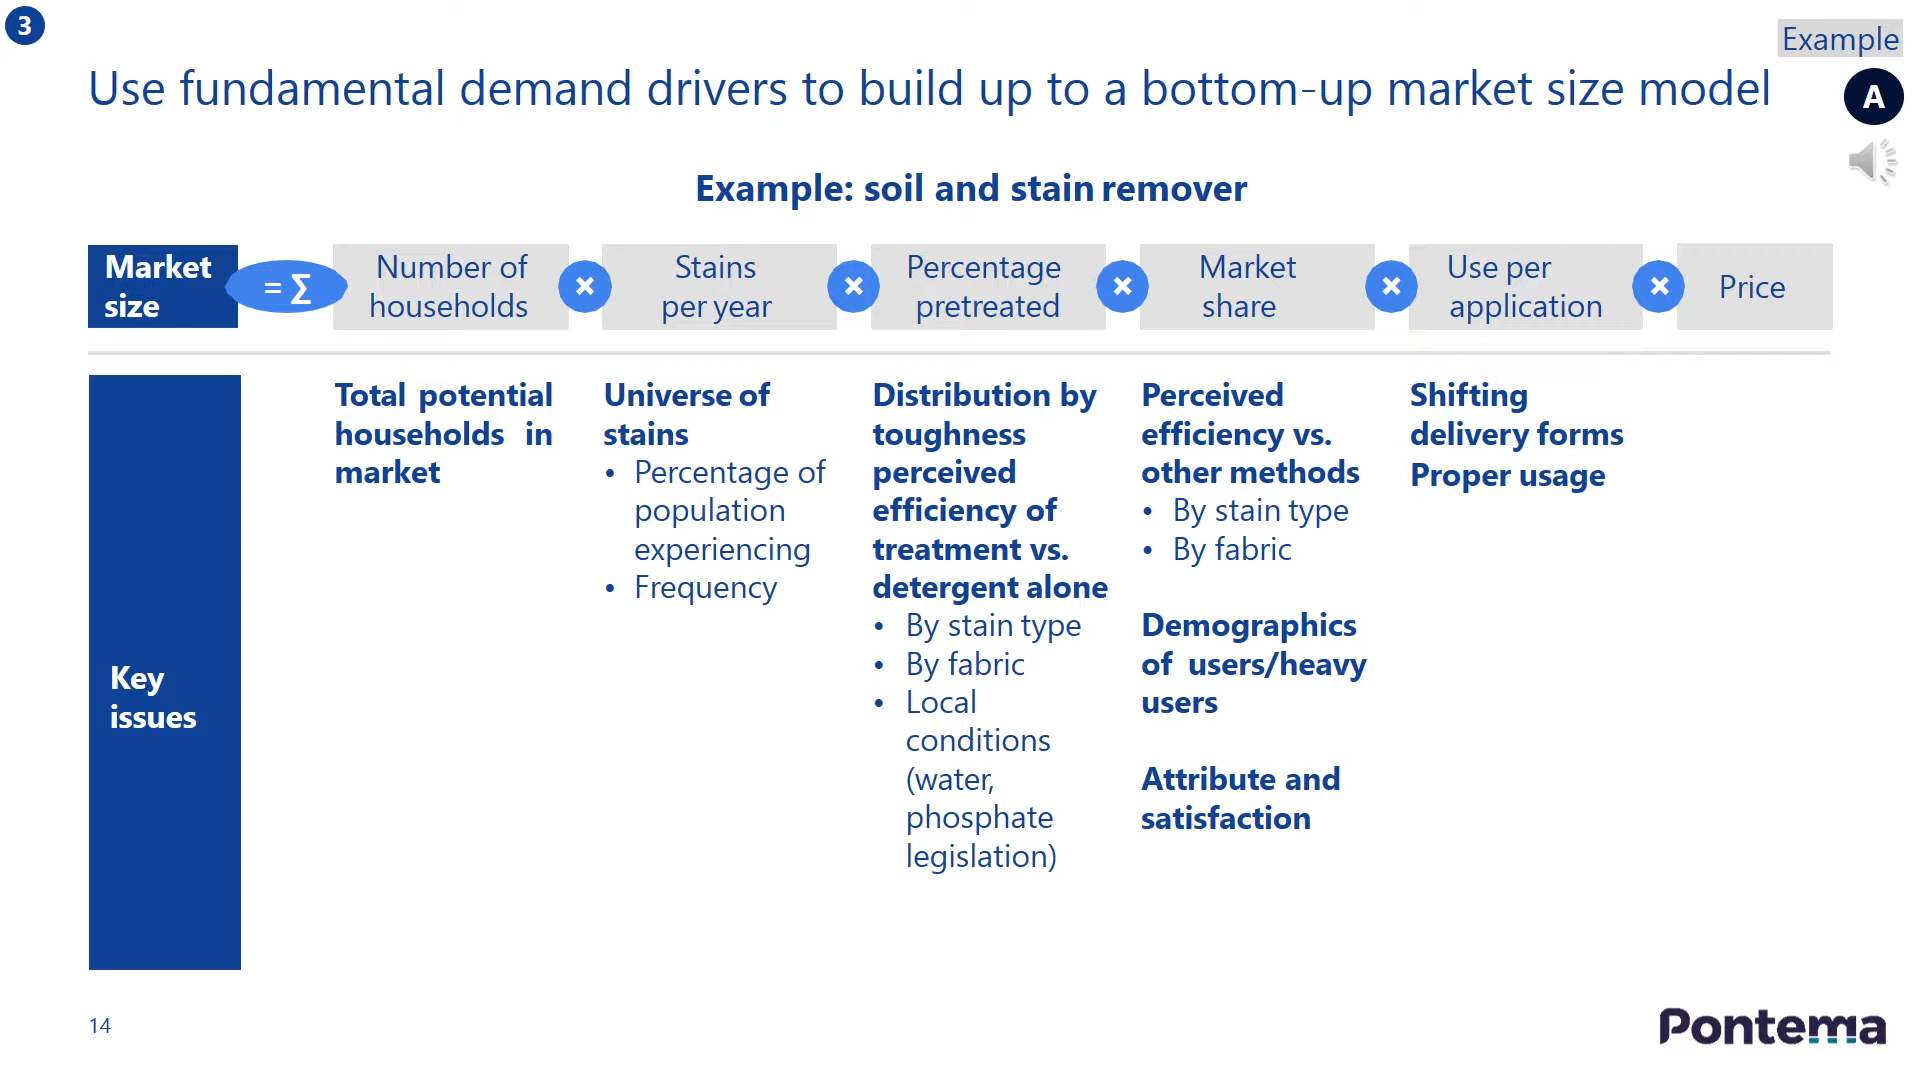 3
Example
Use fundamental demand drivers to build up to a bottom-up market size model
A
Example: soil and stain remover
Market
size
= ∑
Number of
households
×
Stains
per year
×
Percentage
pretreated
×
Market
share
×
Use per
application
×
Price
Key
issues
Total potential
households in
market
Universe of
stains
• Percentage of
population
experiencing
• Frequency
Distribution by
toughness
perceived
efficiency of
treatment vs.
detergent alone
• By stain type
• By fabric
• Local
conditions
(water,
phosphate
legislation)
Perceived
efficiency vs.
other methods
• By stain type
• By fabric
Demographics
of users/heavy
users
Attribute and
satisfaction
Shifting
delivery forms
Proper usage
14
Pontema